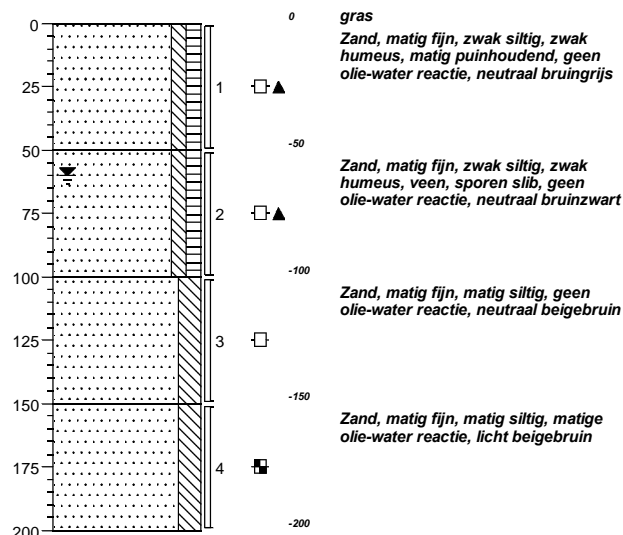 0
gras
0
Zand, matig fijn, zwak siltig, zwak
humeus, matig puinhoudend, geen
olie-water reactie, neutraal bruingrijs
25
1
-50
50
Zand, matig fijn, zwak siltig, zwak
humeus, veen, sporen slib, geen
olie-water reactie, neutraal bruinzwart
75
2
-100
100
Zand, matig fijn, matig siltig, geen
olie-water reactie, neutraal beigebruin
125
3
-150
150
Zand, matig fijn, matig siltig, matige
olie-water reactie, licht beigebruin
175
4
-200
200